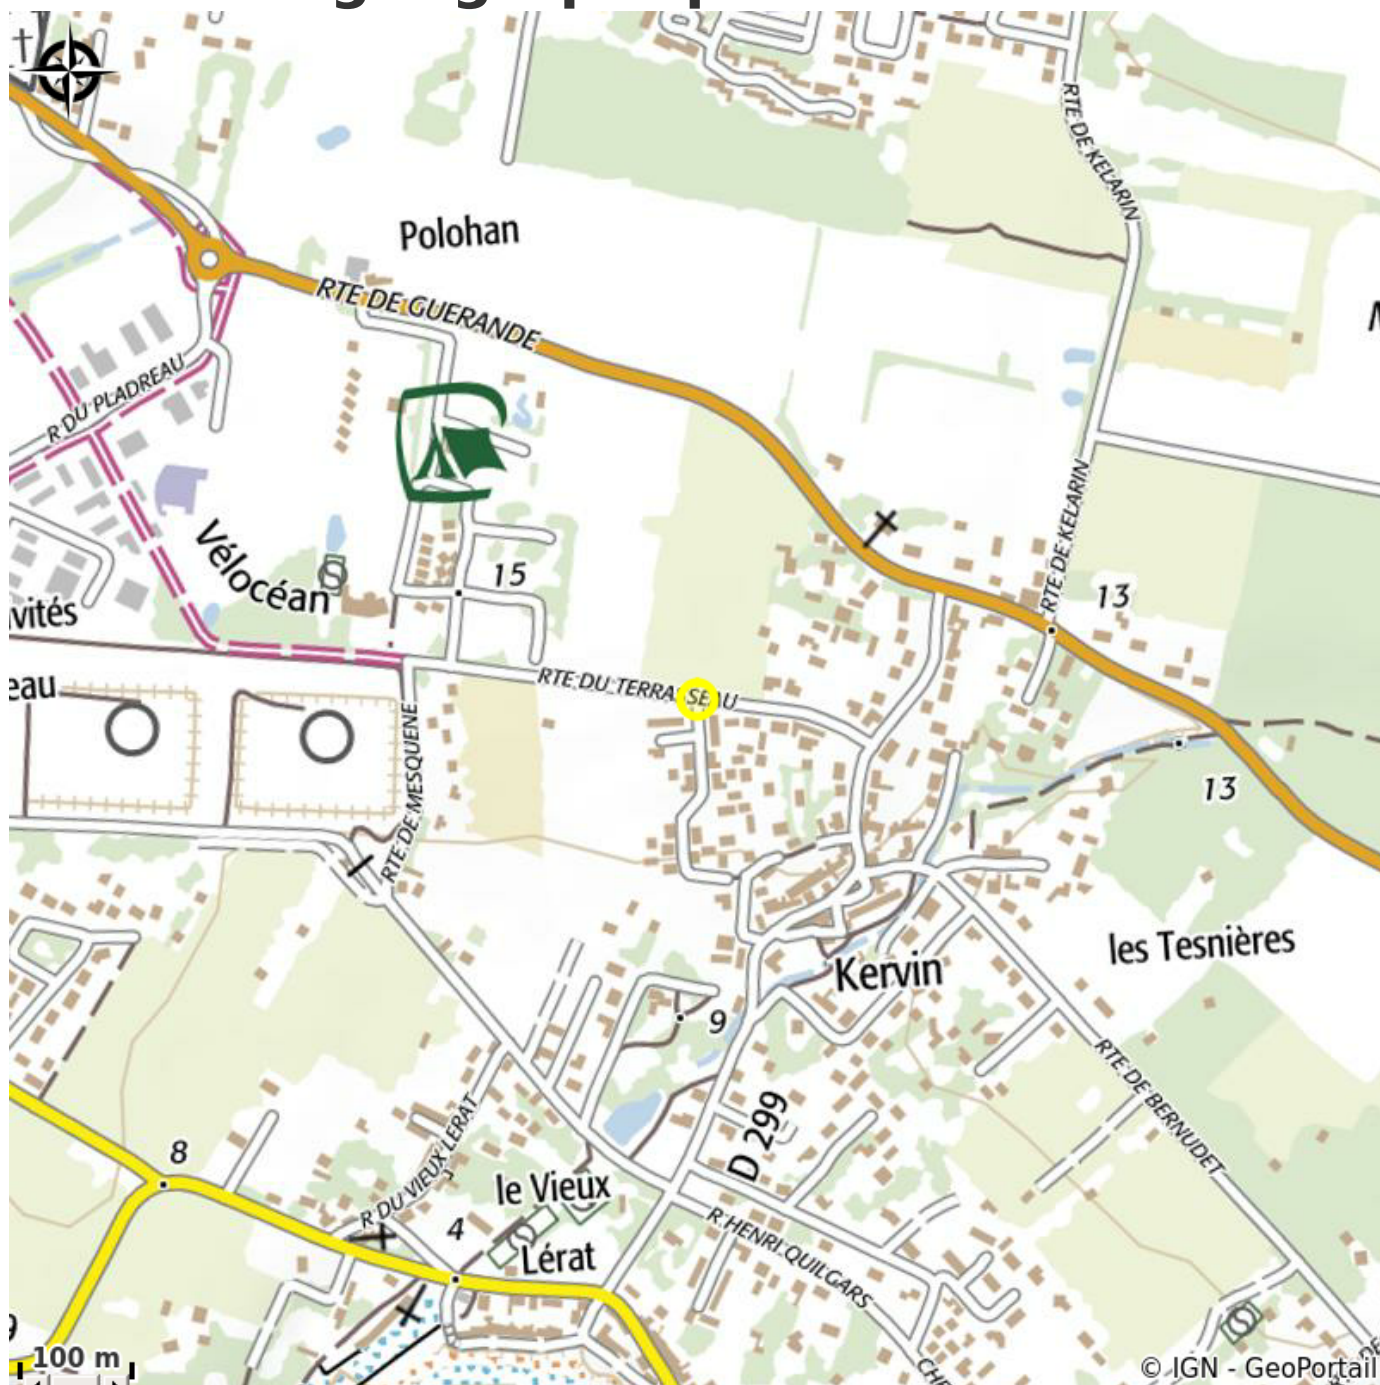 RTE DE KELARIN
Polohan
RTE DE GUERANDE
R DU PLADREAU
Vélocéan
15
RTE DE KELARIN
13
vités
eau
RTE DU TERRASSEAU
RTE DE MESQUENE
13
les Tesnières
Kervin
9
RTE DE BERNUDET
D 299
8
R DU VIEUX LERAT
le Vieux
Lérat
4
R HENRI QUILGARS
100 m
© IGN - GeoPortail